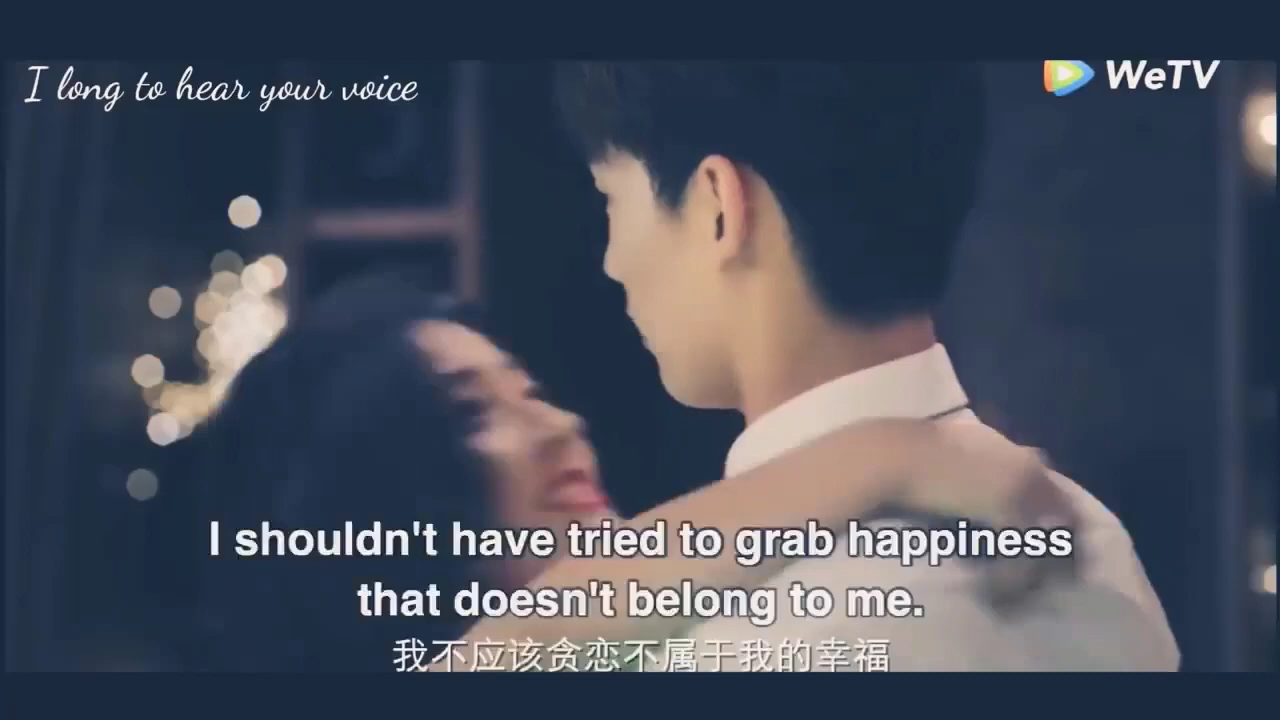 I long to hear your voice
WeTV
I shouldn't have tried to grab happiness
that doesn't belong to me.
我不应该贪恋不属于我的幸福